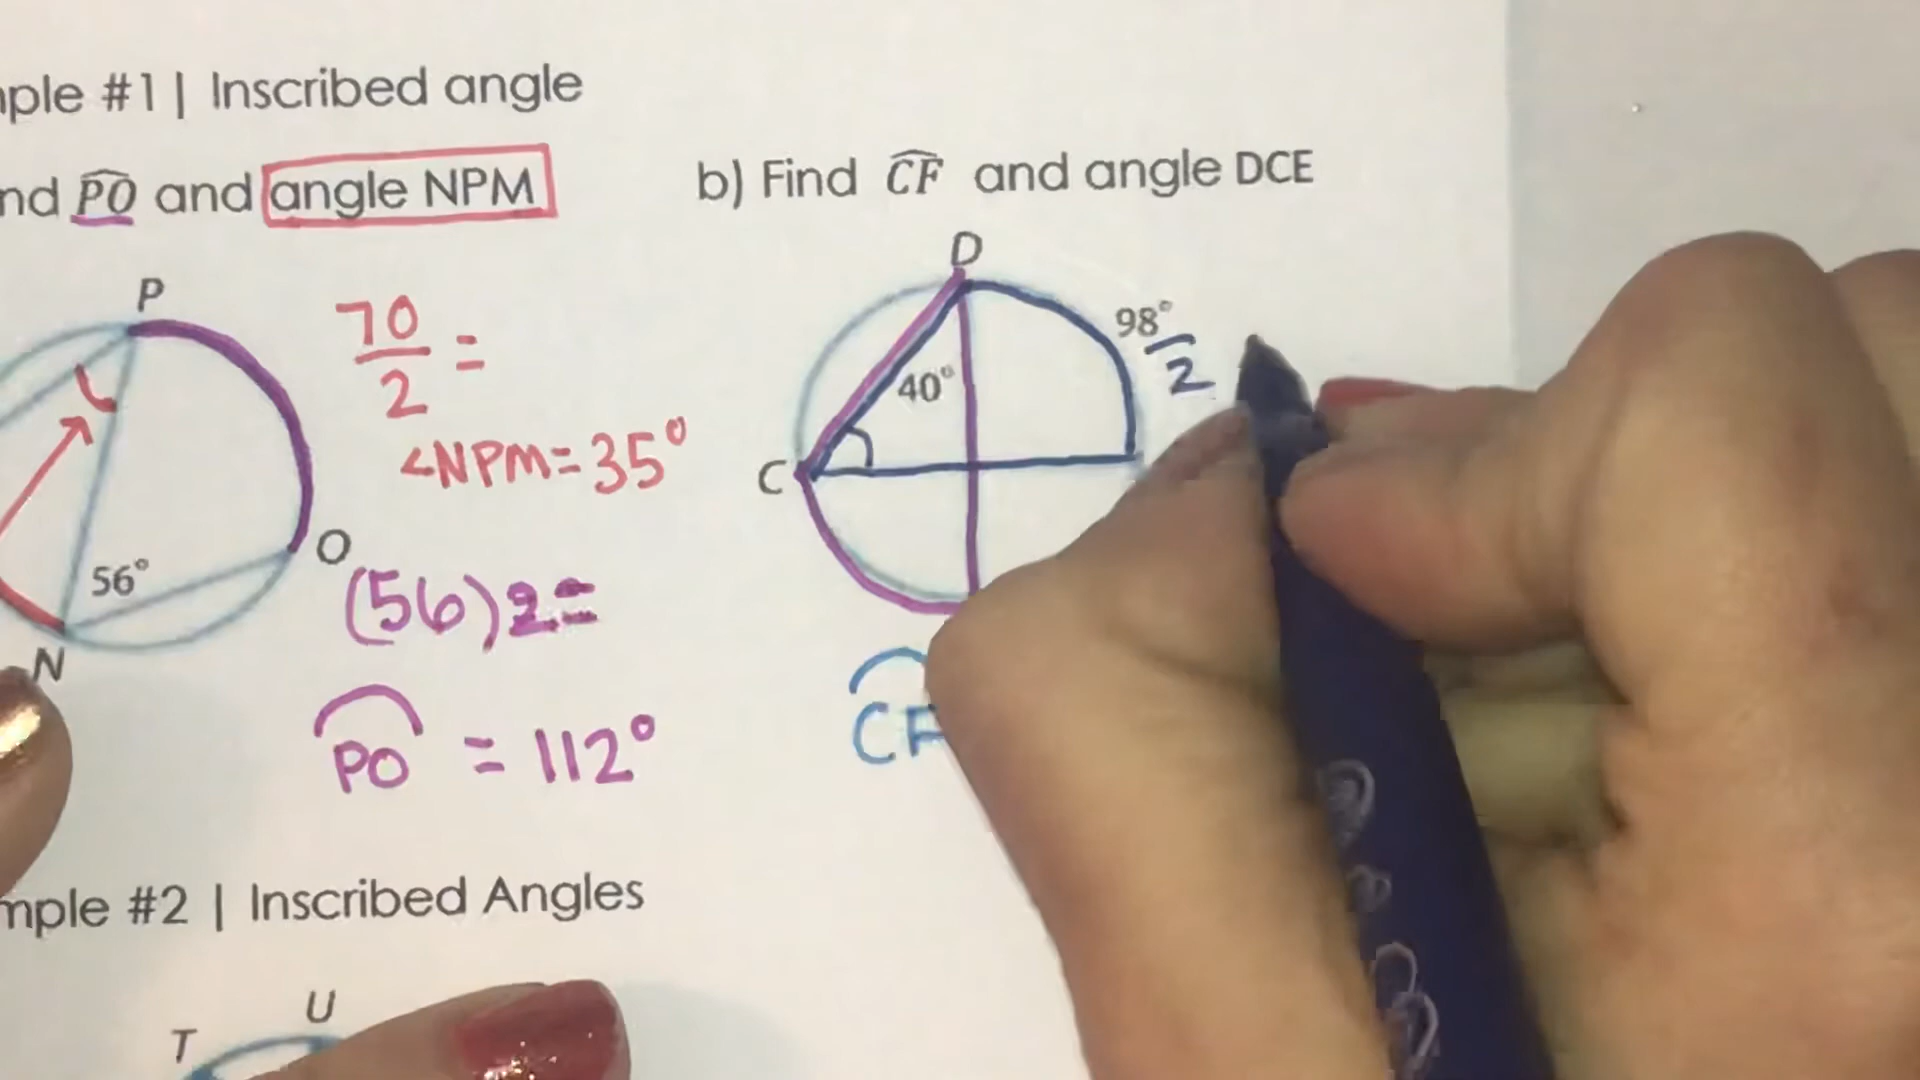 ple #1 | Inscribed angle
nd PO and angle NPM
b) Find CF and angle DCE
P
70
2
=
<NPM=35°
O
56°
(56)2=
N
PO = 112°
D
98°
2
40°
C
CF
mple #2 | Inscribed Angles
U
T